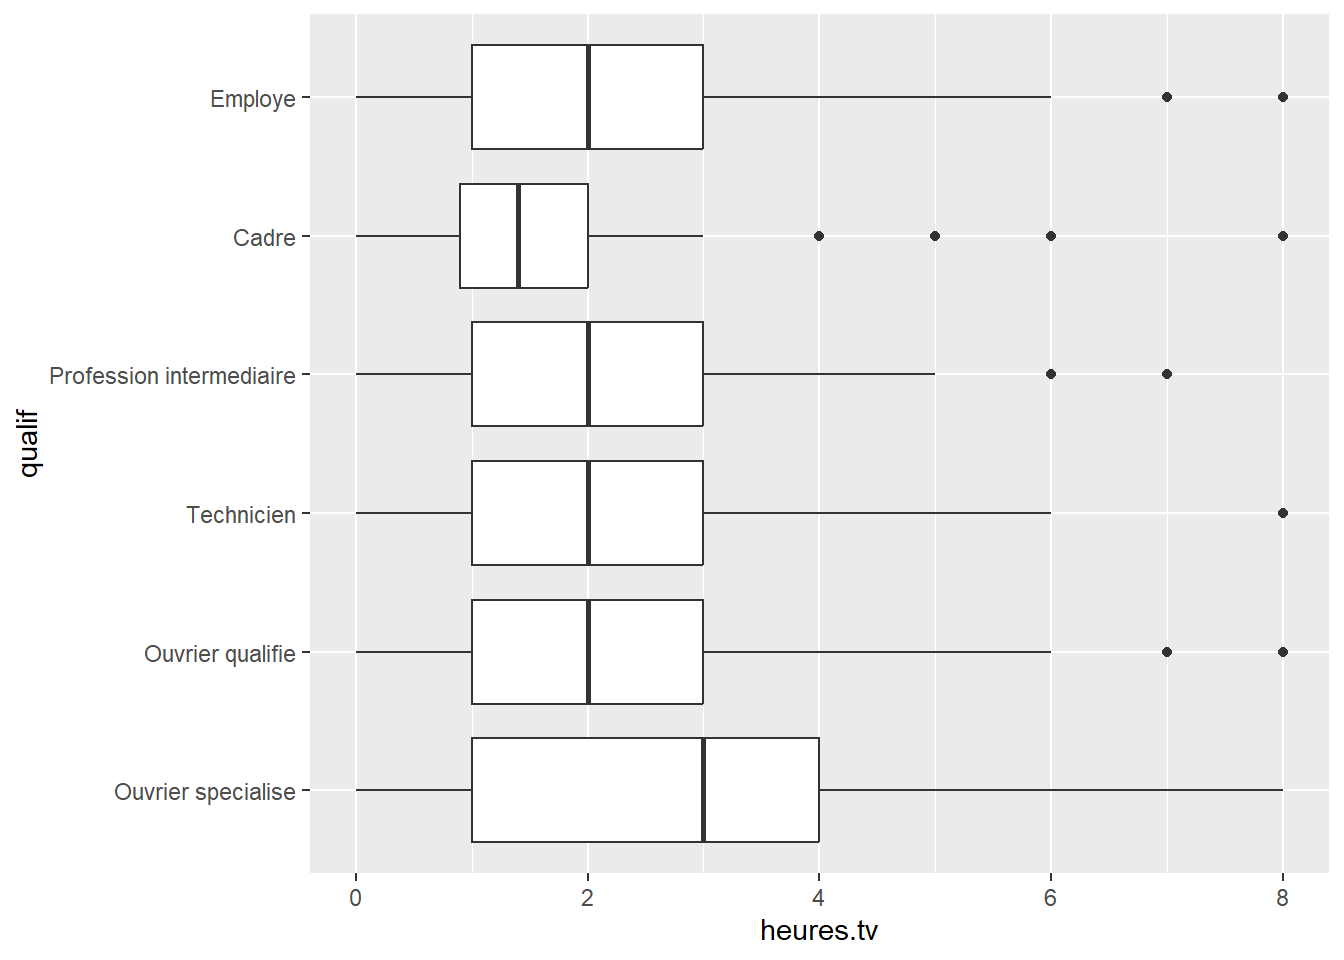 Employe
Cadre
Profession intermediaire
Technicien
Ouvrier qualifie
Ouvrier specialise
qualif
0 2 4 6 8
heures.tv